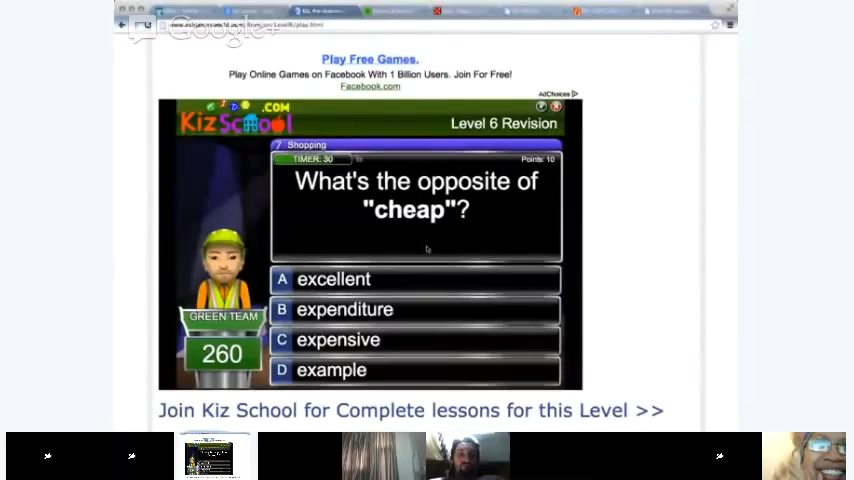 Google+
Play Free Games.
Play Online Games on Facebook With 1 Billion Users. Join For Free!
Facebook.com
AdChoices
KIDS .COM
KizSchool
Level 6 Revision
7 Shopping
TIMER: 30
Points: 10
What's the opposite of
"cheap"?
A excellent
B expenditure
C expensive
D example
GREEN TEAM
260
Join Kiz School for Complete lessons for this Level >>